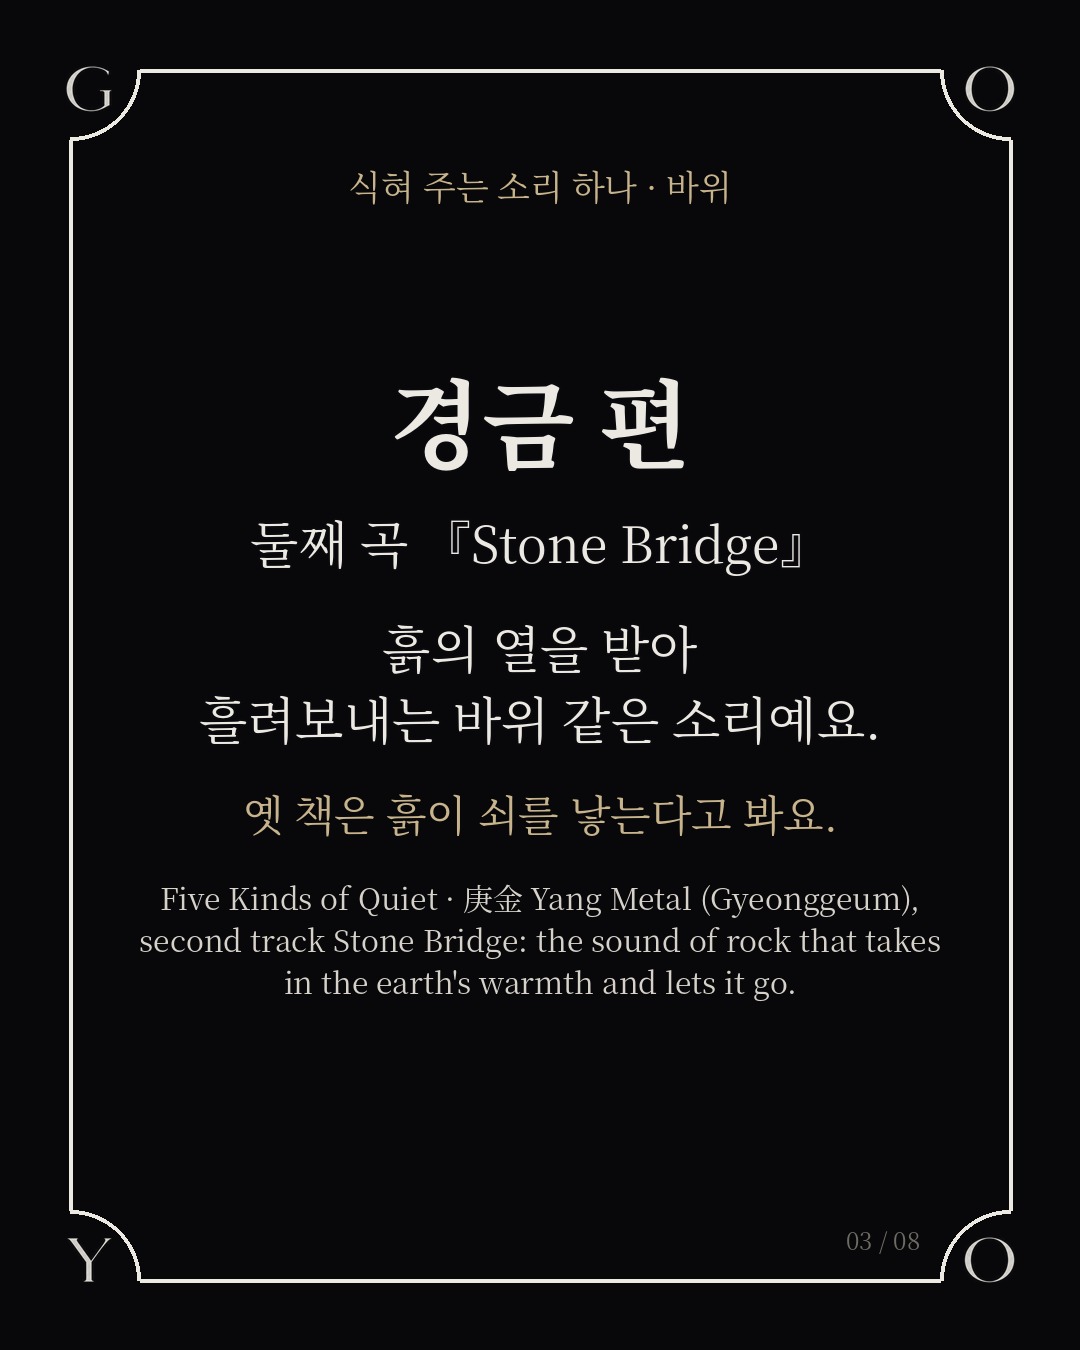 G O
식혀 주는 소리 하나 · 바위
경금 편
둘째 곡 『Stone Bridge』
흙의 열을 받아
흘려보내는 바위 같은 소리예요.
옛 책은 흙이 쇠를 낳는다고 봐요.
Five Kinds of Quiet · 庚金 Yang Metal (Gyeonggeum),
second track Stone Bridge: the sound of rock that takes
in the earth's warmth and lets it go.
03 / 08
Y O